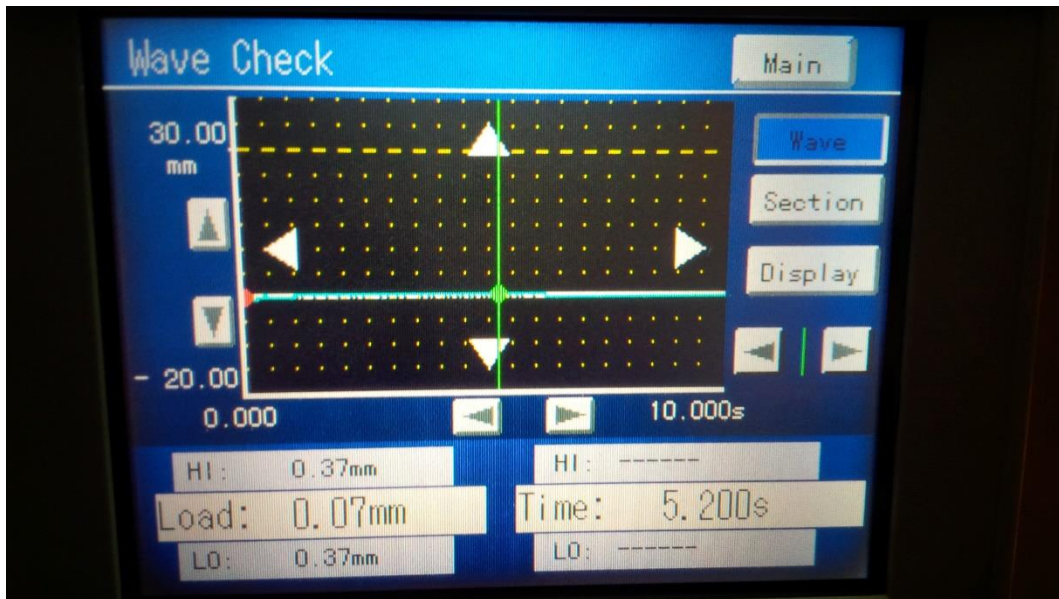 Wave Check
Main
30.00
mm
Wave
Section
Display
- 20.00
0.000
10.000s
HI: 0.37mm
HI: ------
Load: 0.07mm
Time: 5.200s
LO: 0.37mm
LO: ------